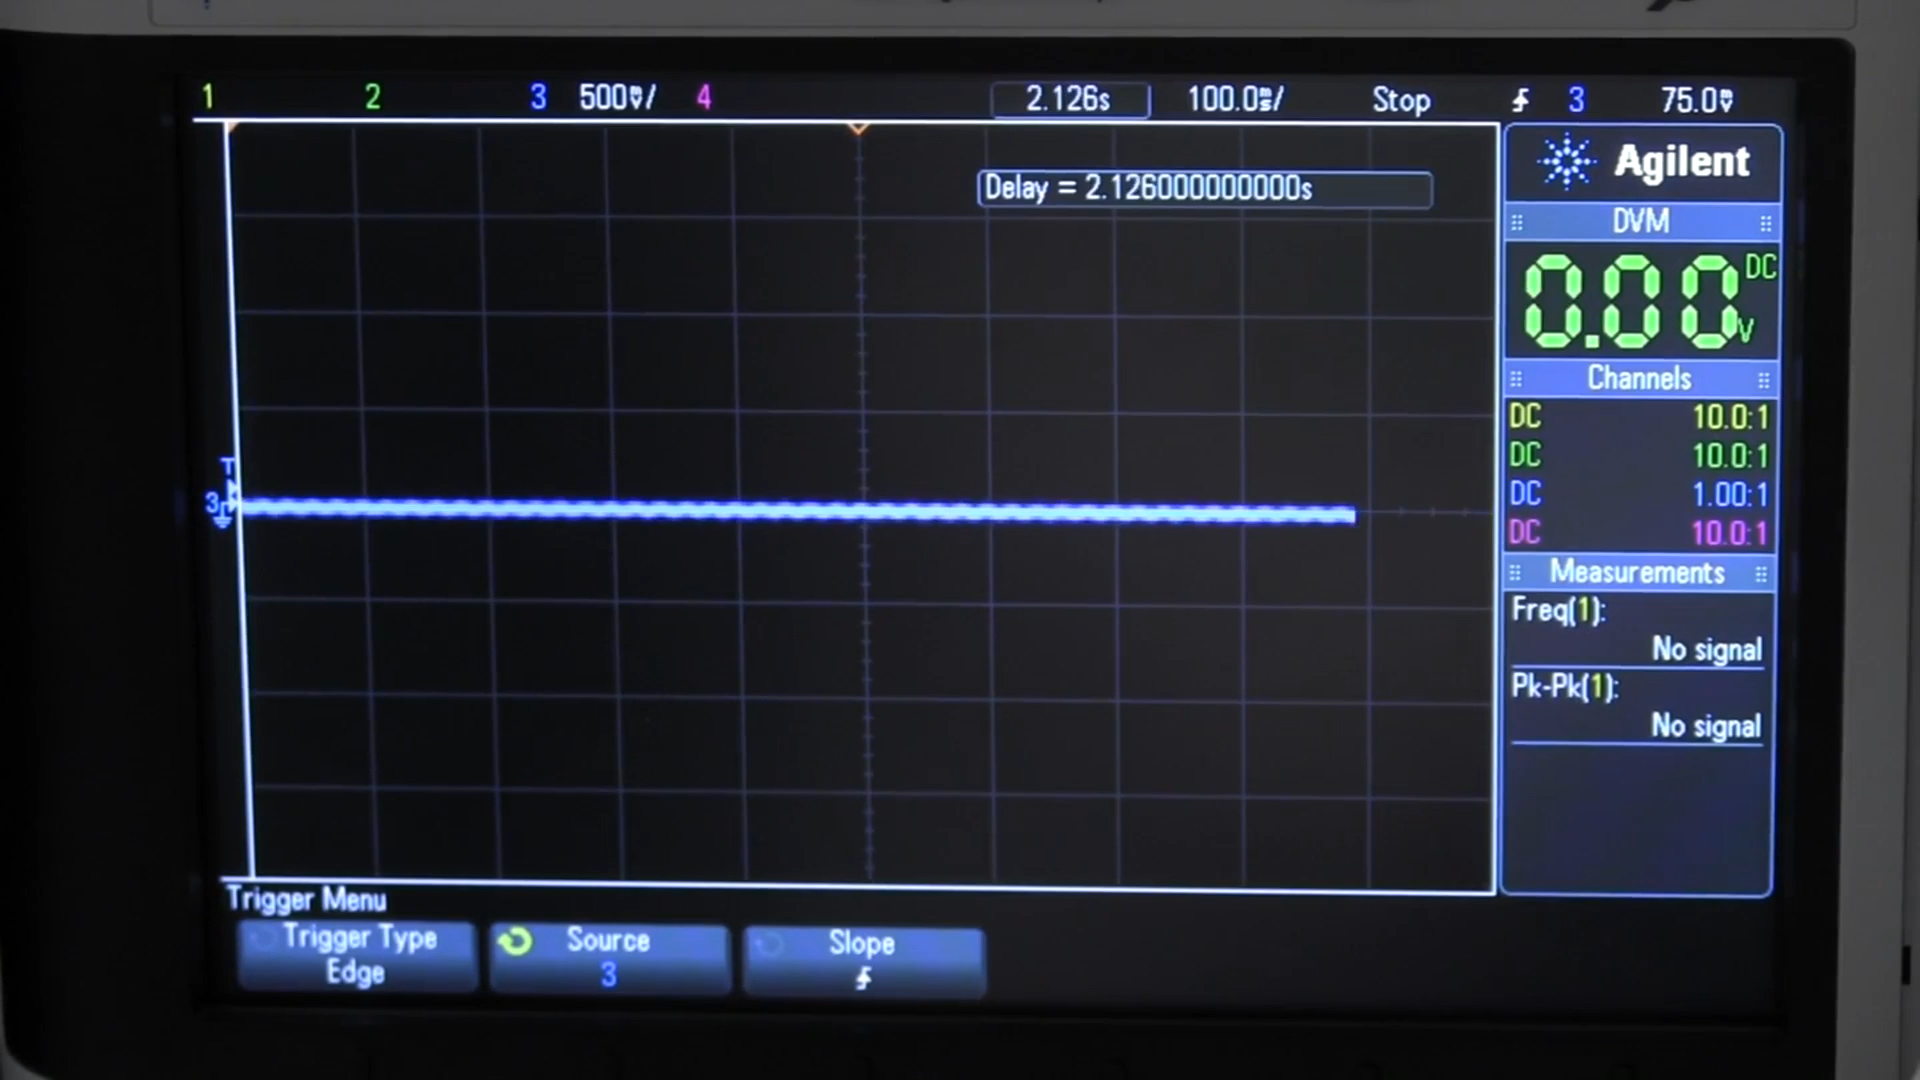 1 2 3 500mV/ 4 2.126s 100.0ms/ Stop 3 75.0mV
Agilent
Delay = 2.126000000000s
DVM
0.00 DC V
Channels
DC 10.0:1
DC 10.0:1
DC 1.00:1
DC 10.0:1
T
3
Measurements
Freq(1):
No signal
Pk-Pk(1):
No signal
Trigger Menu
Trigger Type
Edge
Source
3
Slope